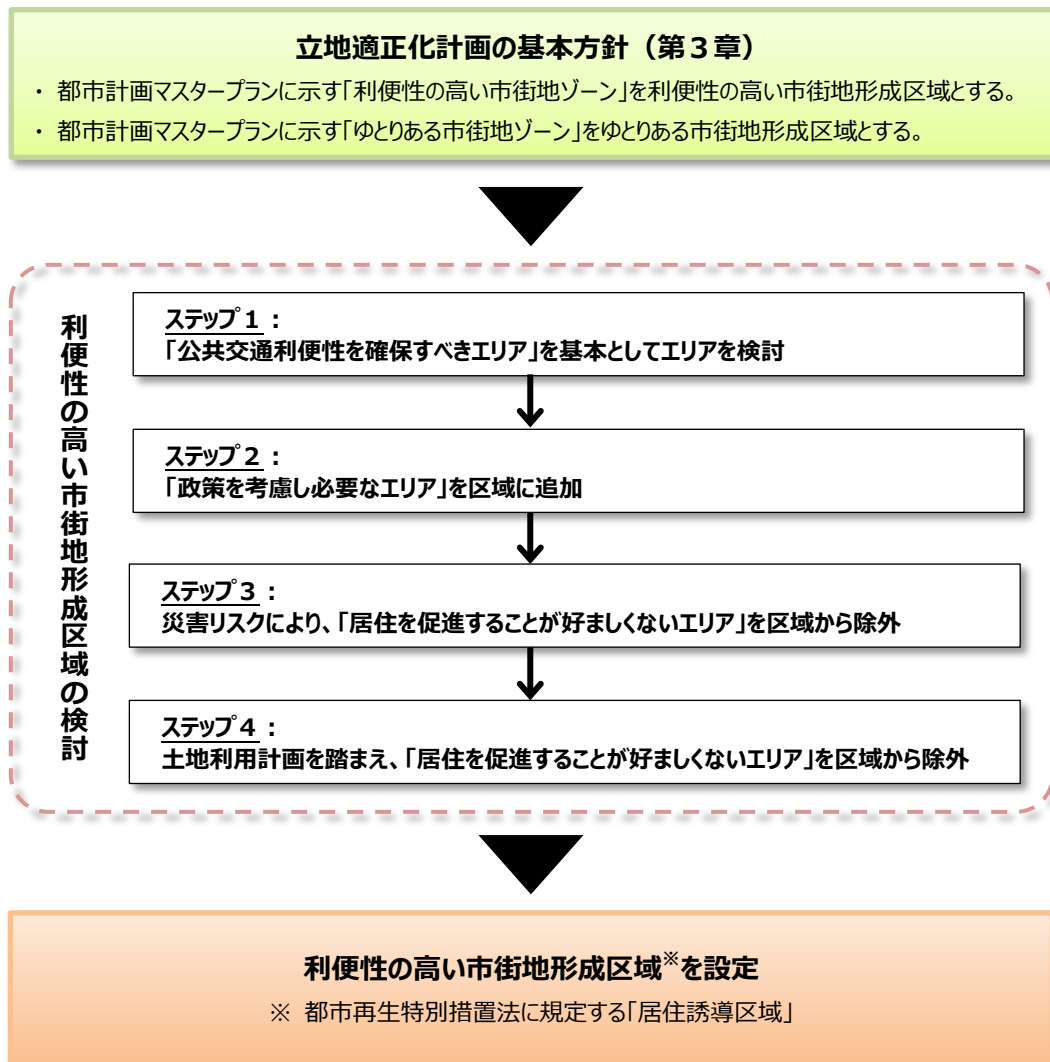 立地適正化計画の基本方針（第３章）
・ 都市計画マスタープランに示す「利便性の高い市街地ゾーン」を利便性の高い市街地形成区域とする。
・ 都市計画マスタープランに示す「ゆとりある市街地ゾーン」をゆとりある市街地形成区域とする。
利便性の高い市街地形成区域の検討
ステップ１：
「公共交通利便性を確保すべきエリア」を基本としてエリアを検討
ステップ２：
「政策を考慮し必要なエリア」を区域に追加
ステップ３：
災害リスクにより、「居住を促進することが好ましくないエリア」を区域から除外
ステップ４：
土地利用計画を踏まえ、「居住を促進することが好ましくないエリア」を区域から除外
利便性の高い市街地形成区域※を設定
※ 都市再生特別措置法に規定する「居住誘導区域」